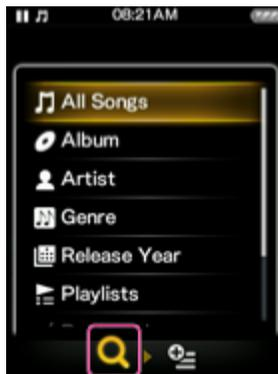 08:21AM
All Songs
Album
Artist
Genre
Release Year
Playlists